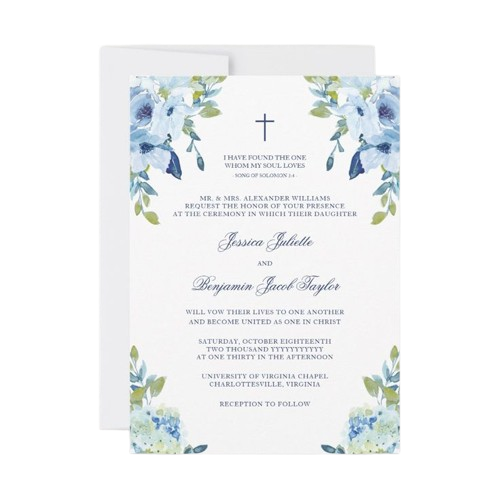 I HAVE FOUND THE ONE
WHOM MY SOUL LOVES
- SONG OF SOLOMON 3:4 -
MR. & MRS. ALEXANDER WILLIAMS
REQUEST THE HONOR OF YOUR PRESENCE
AT THE CEREMONY IN WHICH THEIR DAUGHTER
Jessica Juliette
AND
Benjamin Jacob Taylor
WILL VOW THEIR LIVES TO ONE ANOTHER
AND BECOME UNITED AS ONE IN CHRIST
SATURDAY, OCTOBER EIGHTEENTH
TWO THOUSAND YYYYYYYYYY
AT ONE THIRTY IN THE AFTERNOON
UNIVERSITY OF VIRGINIA CHAPEL
CHARLOTTESVILLE, VIRGINIA
RECEPTION TO FOLLOW